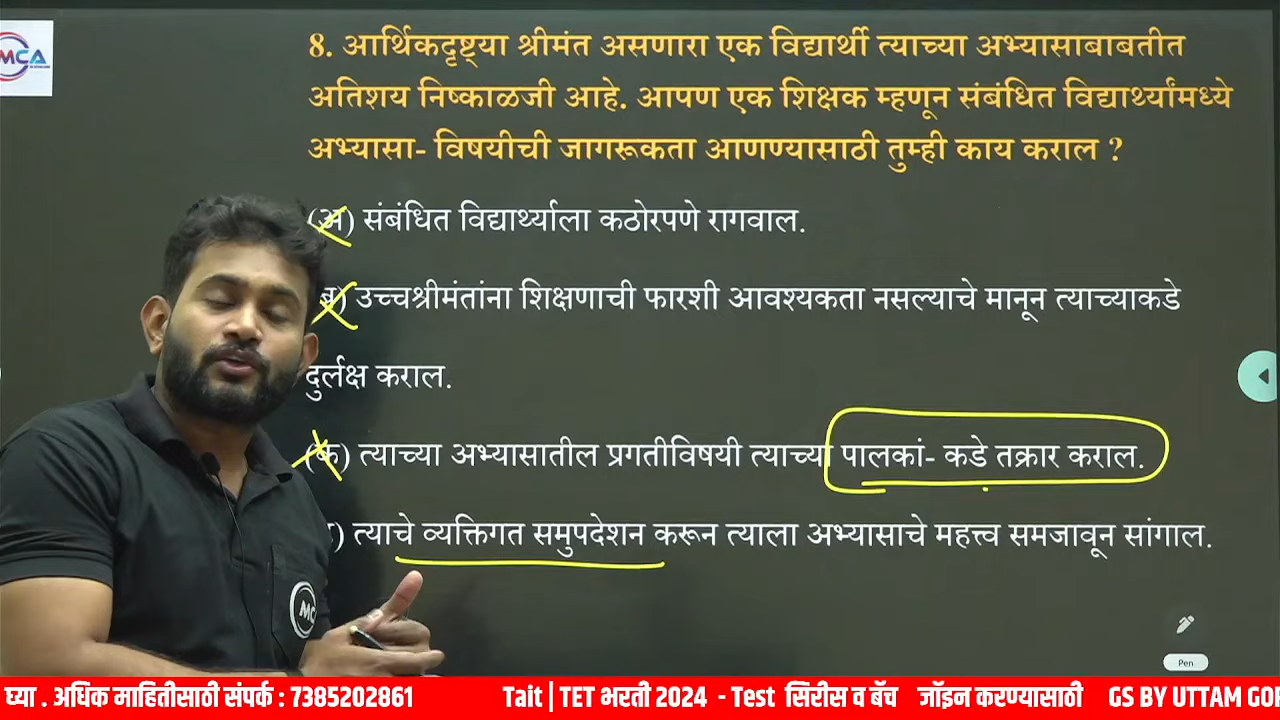 MCA
8. आर्थिकदृष्ट्या श्रीमंत असणारा एक विद्यार्थी त्याच्या अभ्यासाबाबतीत
अतिशय निष्काळजी आहे. आपण एक शिक्षक म्हणून संबंधित विद्यार्थ्यांमध्ये
अभ्यासा- विषयीची जागरूकता आणण्यासाठी तुम्ही काय कराल ?
(अ) संबंधित विद्यार्थ्याला कठोरपणे रागवाल.
ब) उच्चश्रीमंतांना शिक्षणाची फारशी आवश्यकता नसल्याचे मानून त्याच्याकडे
दुर्लक्ष कराल.
(क) त्याच्या अभ्यासातील प्रगतीविषयी त्याच्या पालकां- कडे तक्रार कराल.
) त्याचे व्यक्तिगत समुपदेशन करून त्याला अभ्यासाचे महत्त्व समजावून सांगाल.
MC
Pen
घ्या . अधिक माहितीसाठी संपर्क : 7385202861 Tait | TET भरती 2024 - Test सिरीस व बॅच जॉइन करण्यासाठी GS BY UTTAM